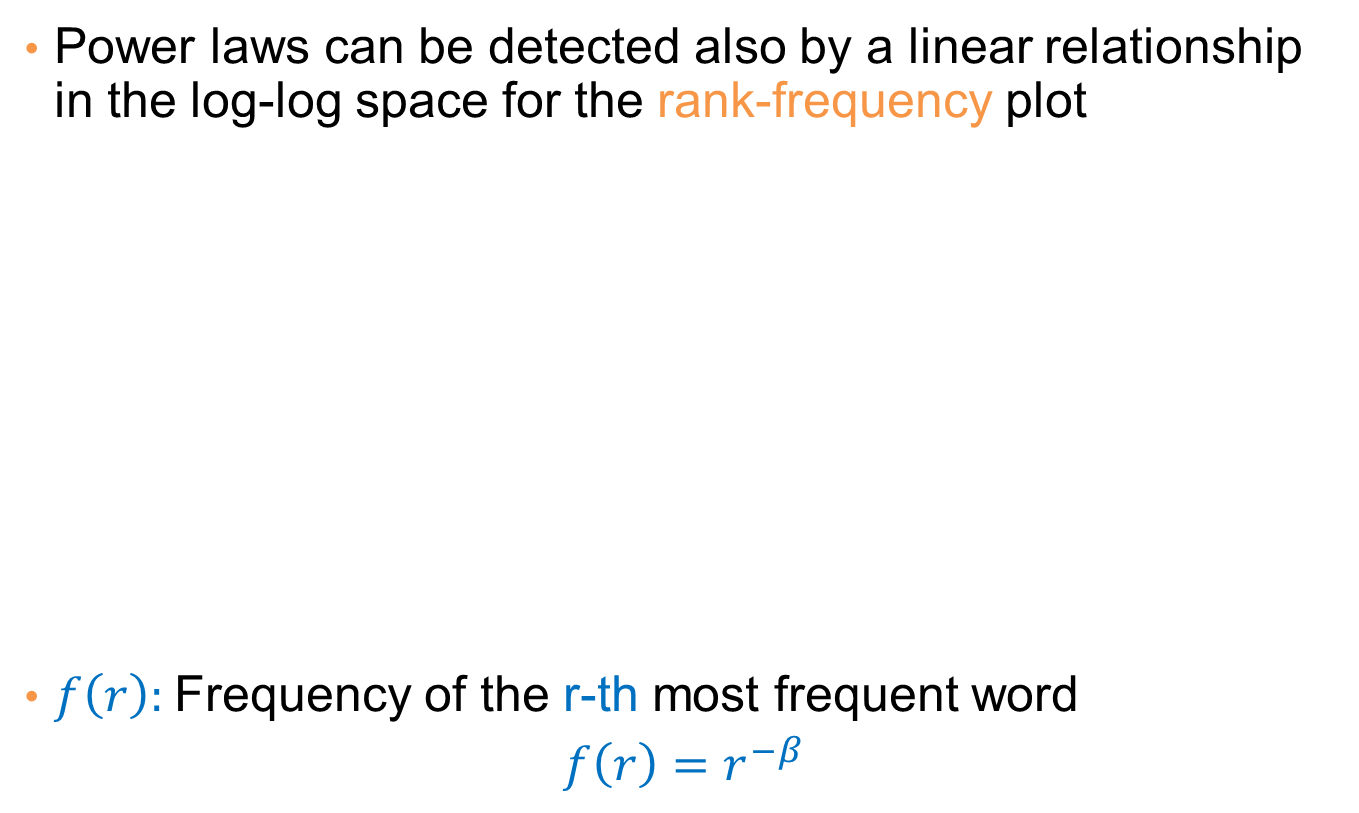 • Power laws can be detected also by a linear relationship
in the log-log space for the rank-frequency plot
• 𝑓(𝑟): Frequency of the r-th most frequent word
𝑓(𝑟) = 𝑟^{−𝛽}